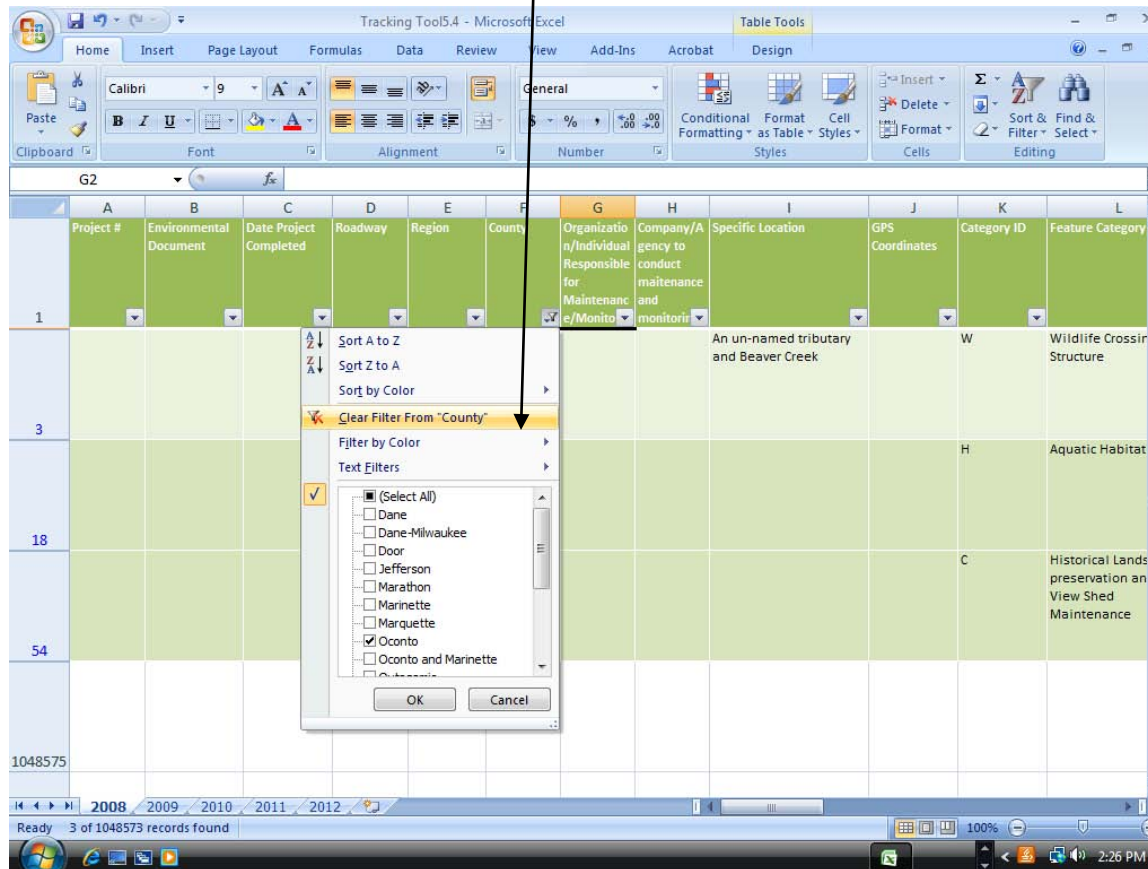 Tracking Tool5.4 - Microsoft Excel
Table Tools
Home Insert Page Layout Formulas Data Review View Add-Ins Acrobat Design
Paste
Calibri 9
General
Conditional Formatting Format as Table Cell Styles
Insert
Delete
Format
Sort & Filter Find & Select
Clipboard Font Alignment Number Styles Cells Editing
G2 fx
A B C D E F G H I J K L
1 Project # Environmental Document Date Project Completed Roadway Region County Organizatio n/Individual Responsible for Maintenanc e/Monito Company/A gency to conduct maitenance and monitorir Specific Location GPS Coordinates Category ID Feature Category
Sort A to Z
Sort Z to A
Sort by Color
Clear Filter From "County"
Filter by Color
Text Filters
(Select All)
Dane
Dane-Milwaukee
Door
Jefferson
Marathon
Marinette
Marquette
Oconto
Oconto and Marinette
OK Cancel
3 An un-named tributary and Beaver Creek W Wildlife Crossin Structure
18 H Aquatic Habitat
54 C Historical Lands preservation an View Shed Maintenance
1048575
2008 2009 2010 2011 2012
Ready 3 of 1048573 records found 100%
2:26 PM